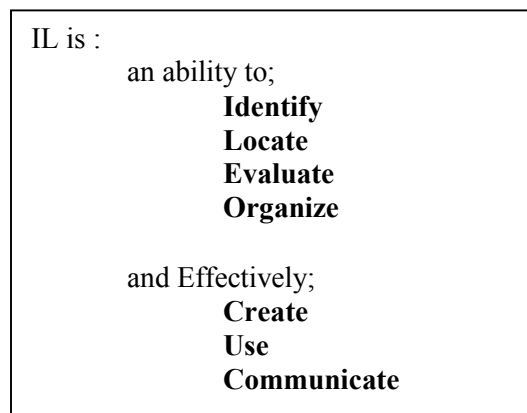 IL is :
an ability to;
Identify
Locate
Evaluate
Organize
and Effectively;
Create
Use
Communicate